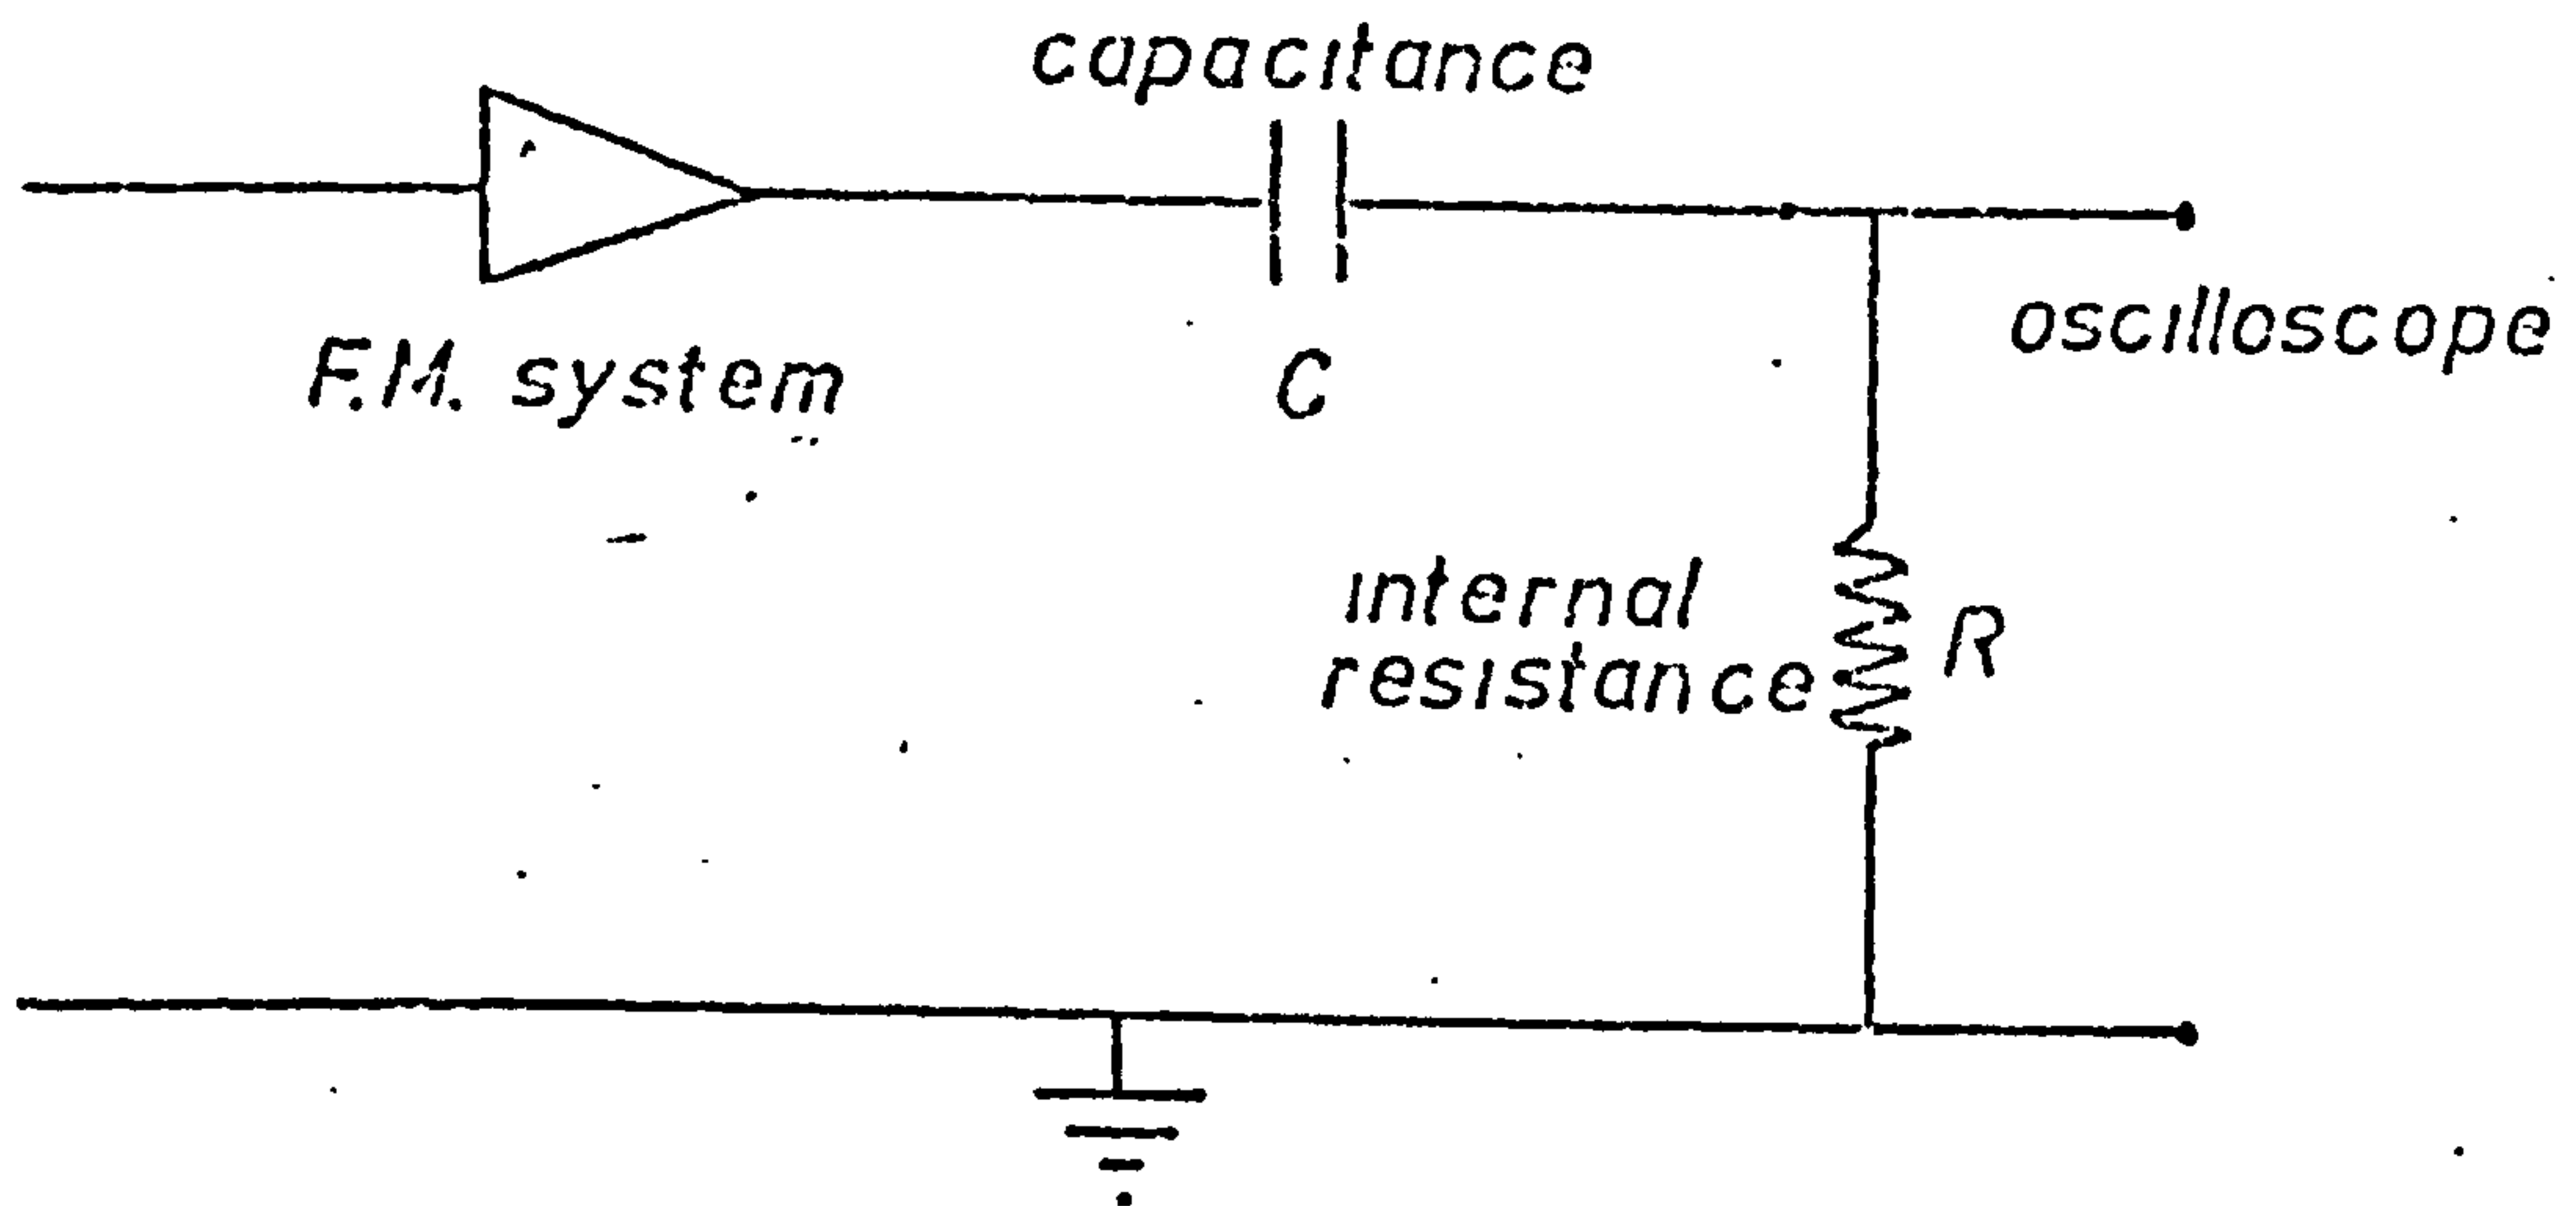 capacitance
F.M. system
C
oscilloscope
internal
resistance
R